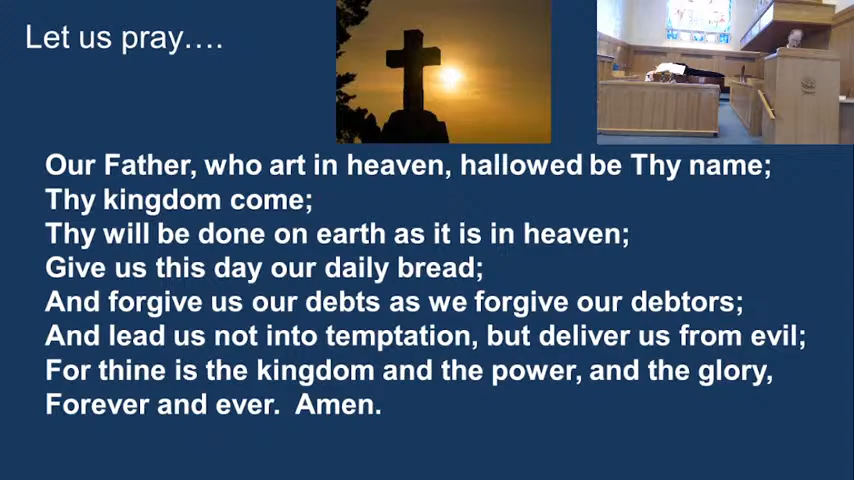 Let us pray….
Our Father, who art in heaven, hallowed be Thy name;
Thy kingdom come;
Thy will be done on earth as it is in heaven;
Give us this day our daily bread;
And forgive us our debts as we forgive our debtors;
And lead us not into temptation, but deliver us from evil;
For thine is the kingdom and the power, and the glory,
Forever and ever.  Amen.